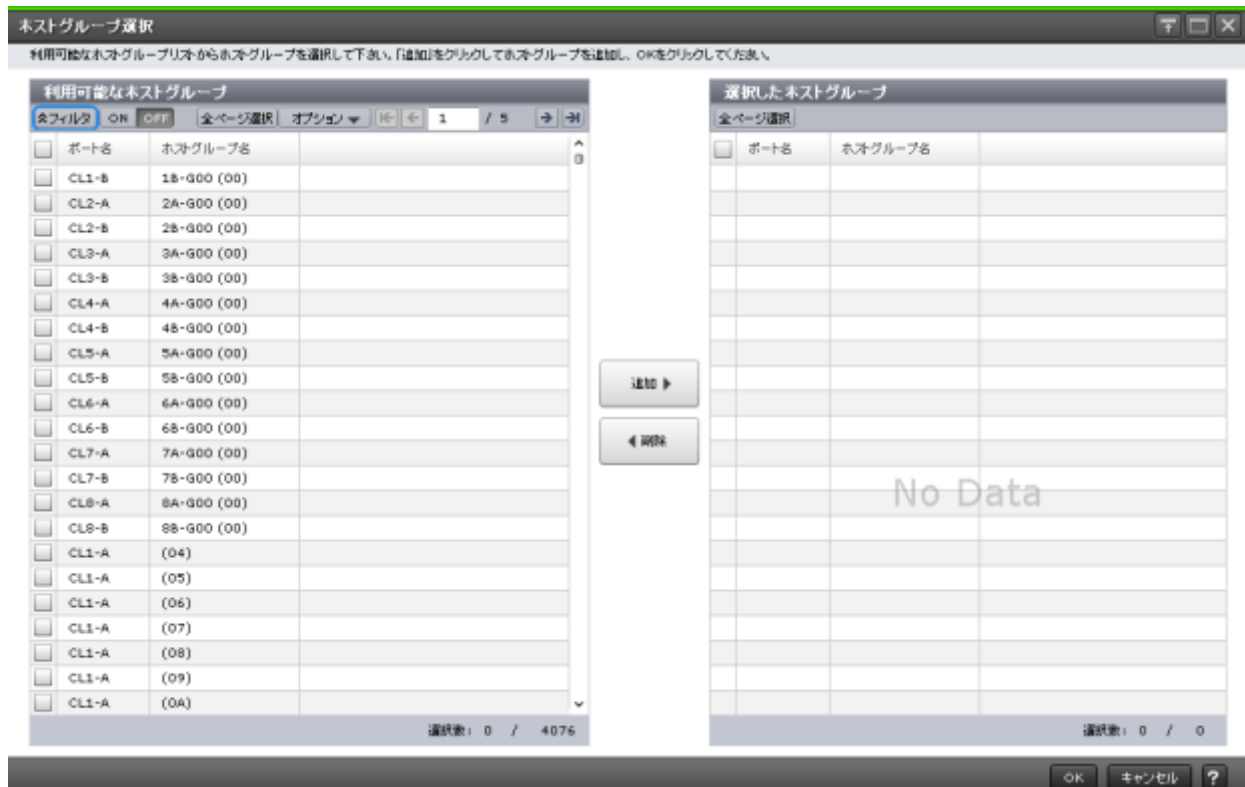 ホストグループ選択
利用可能なホストグループリストからホストグループを選択して下さい。「追加」をクリックしてホストグループを追加し、OKをクリックしてください。
利用可能なホストグループ
選択したホストグループ
全フィルタ ON OFF 全ページ選択 オプション 1 / 5
全ページ選択
ポート名 ホストグループ名
ポート名 ホストグループ名
CL1-B 1B-G00 (00)
CL2-A 2A-G00 (00)
CL2-B 2B-G00 (00)
CL3-A 3A-G00 (00)
CL3-B 3B-G00 (00)
CL4-A 4A-G00 (00)
CL4-B 4B-G00 (00)
CL5-A 5A-G00 (00)
CL5-B 5B-G00 (00)
CL6-A 6A-G00 (00)
CL6-B 6B-G00 (00)
CL7-A 7A-G00 (00)
CL7-B 7B-G00 (00)
CL8-A 8A-G00 (00)
CL8-B 8B-G00 (00)
CL1-A (04)
CL1-A (05)
CL1-A (06)
CL1-A (07)
CL1-A (08)
CL1-A (09)
CL1-A (0A)
追加
削除
No Data
選択数: 0 / 4076
選択数: 0 / 0
OK キャンセル ?